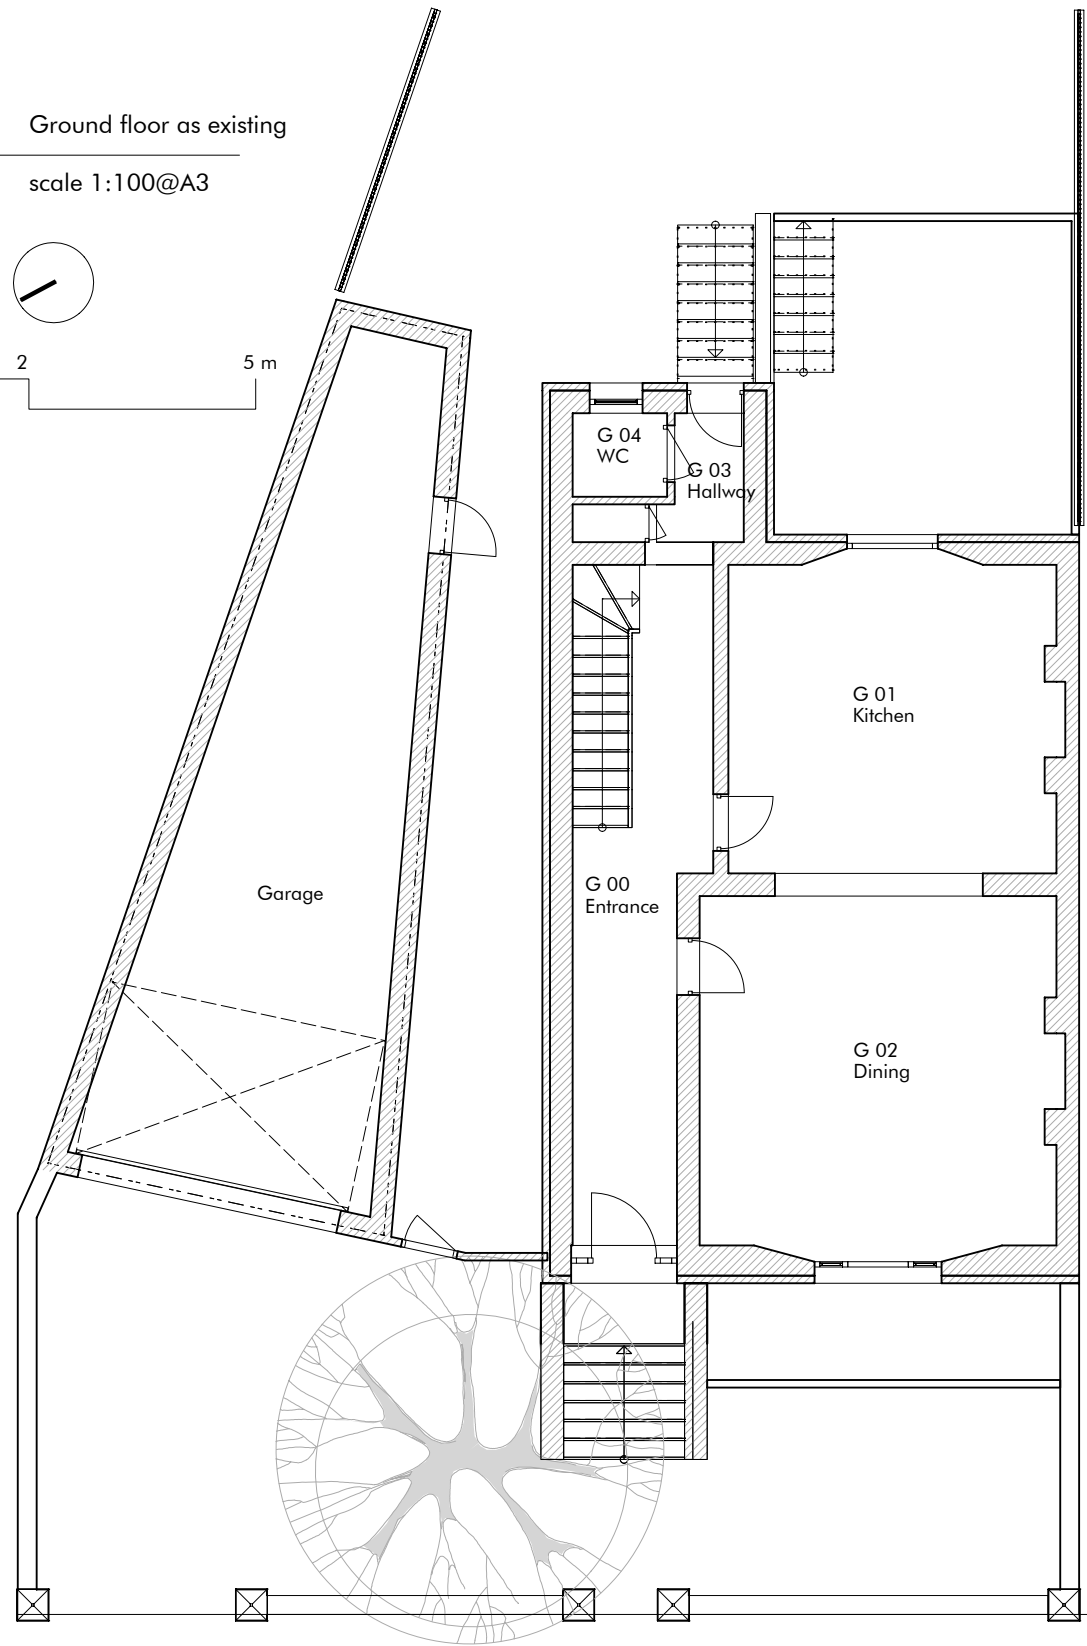 Ground floor as existing
scale 1:100@A3
2
5 m
G 04
WC
G 03
Hallway
G 01
Kitchen
G 00
Entrance
Garage
G 02
Dining